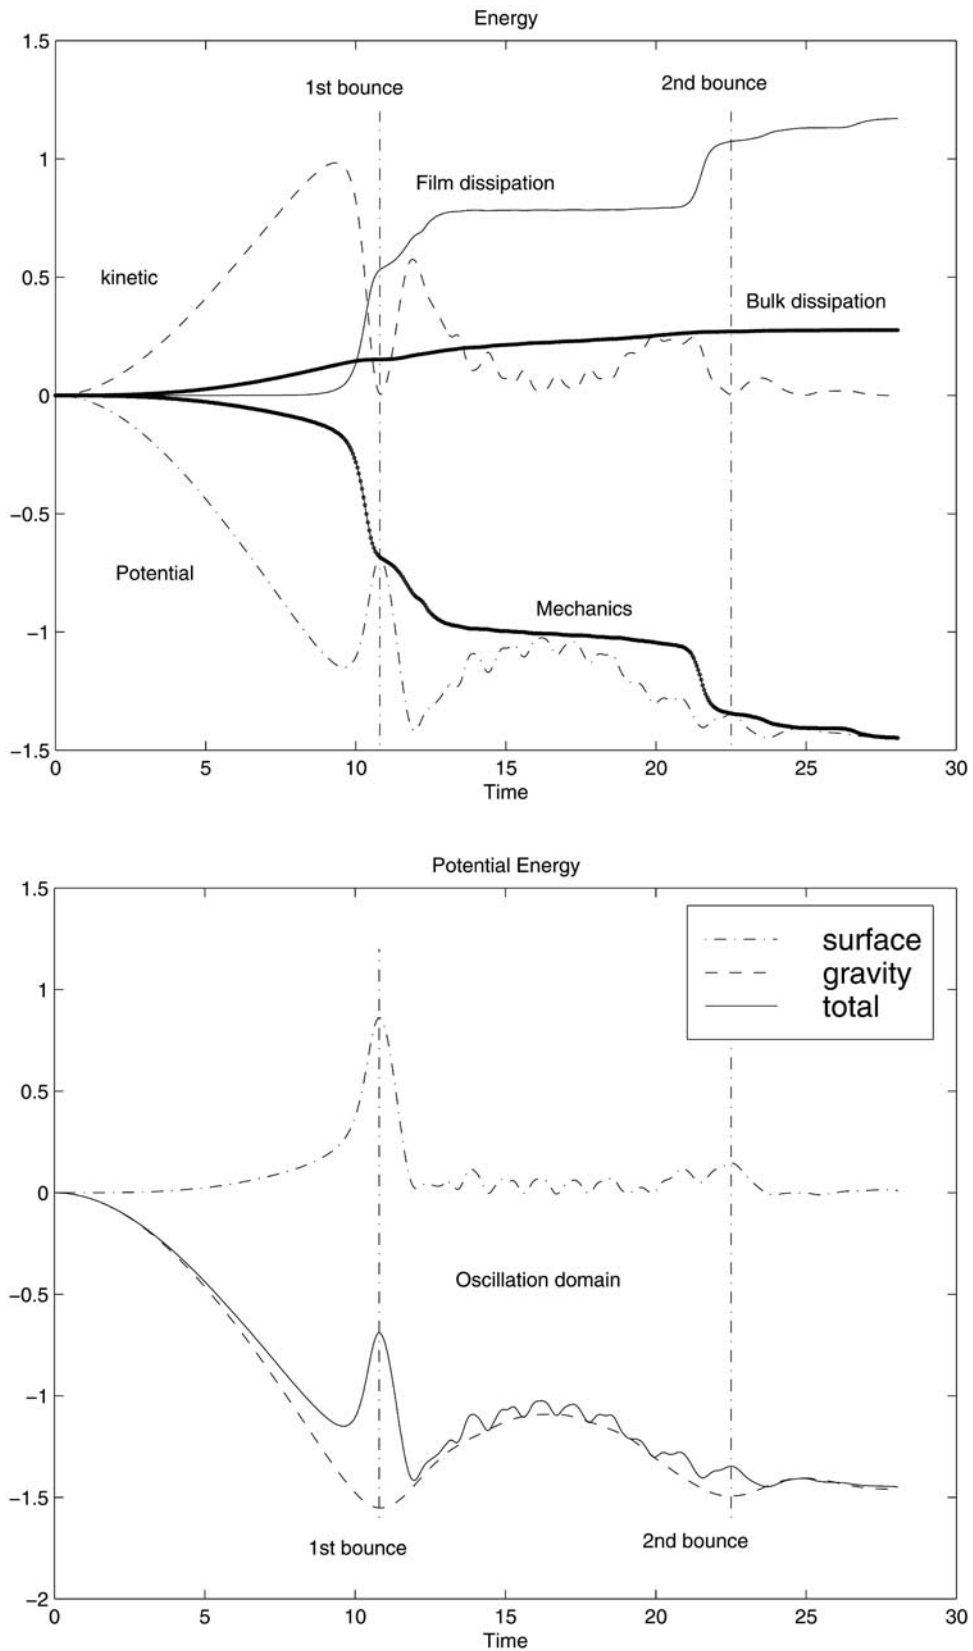 Energy
1.5
1st bounce
2nd bounce
1
Film dissipation
kinetic
0.5
Bulk dissipation
0
−0.5
Potential
Mechanics
−1
−1.5
0 5 10 15 20 25 30
Time
Potential Energy
1.5
surface
gravity
total
1
0.5
0
Oscillation domain
−0.5
−1
−1.5
1st bounce
2nd bounce
−2
0 5 10 15 20 25 30
Time